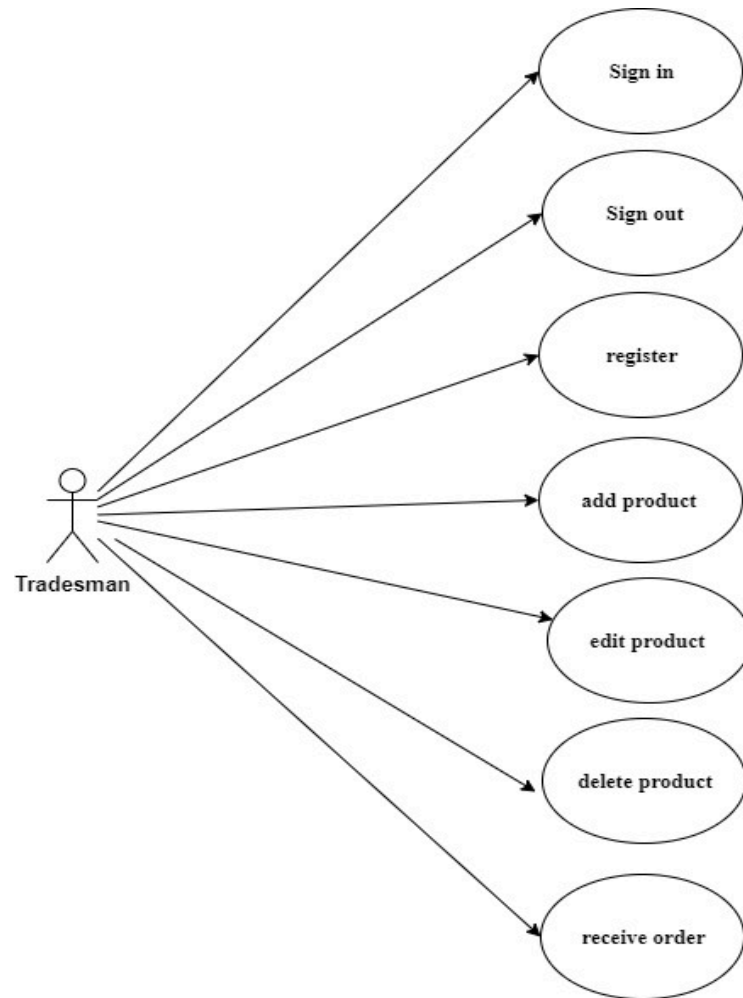 Sign in
Sign out
register
add product
Tradesman
edit product
delete product
receive order